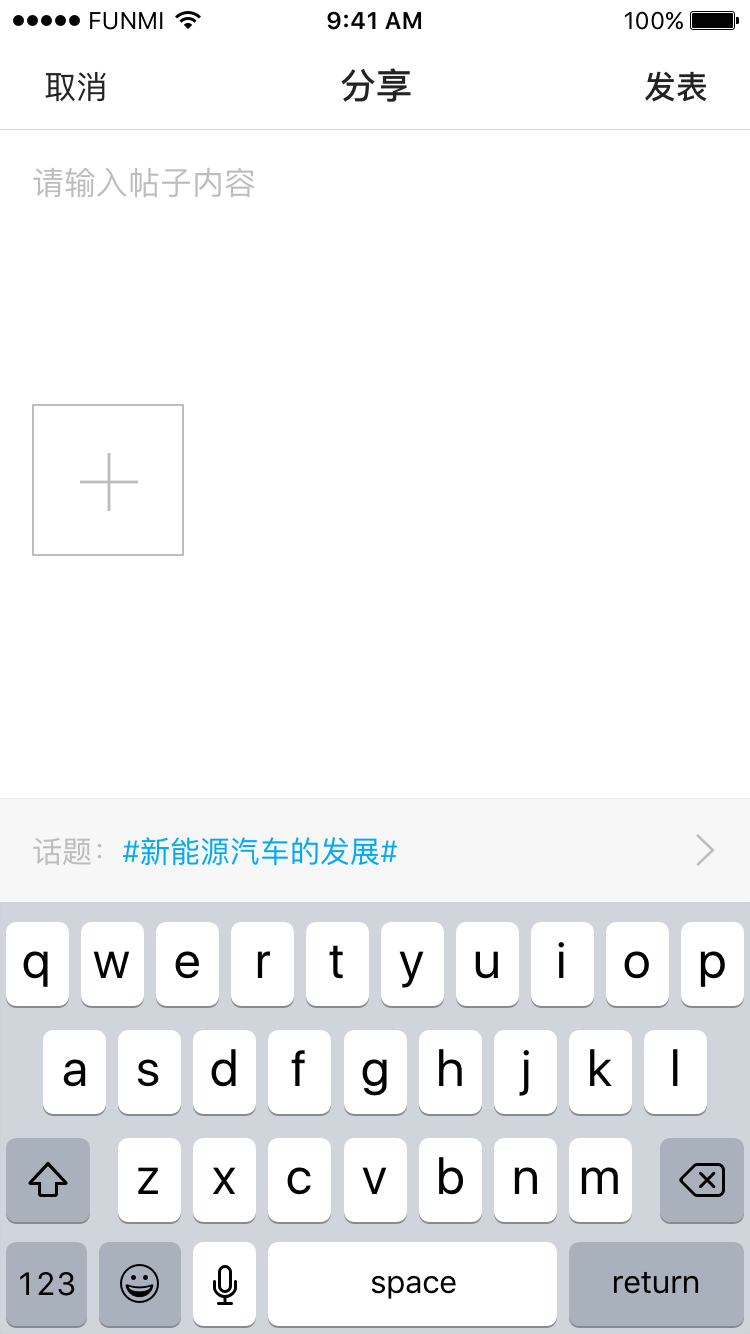 FUNMI 9:41 AM 100%
取消 分享 发表
请输入帖子内容
话题： #新能源汽车的发展#
q w e r t y u i o p
a s d f g h j k l
z x c v b n m
123 space return